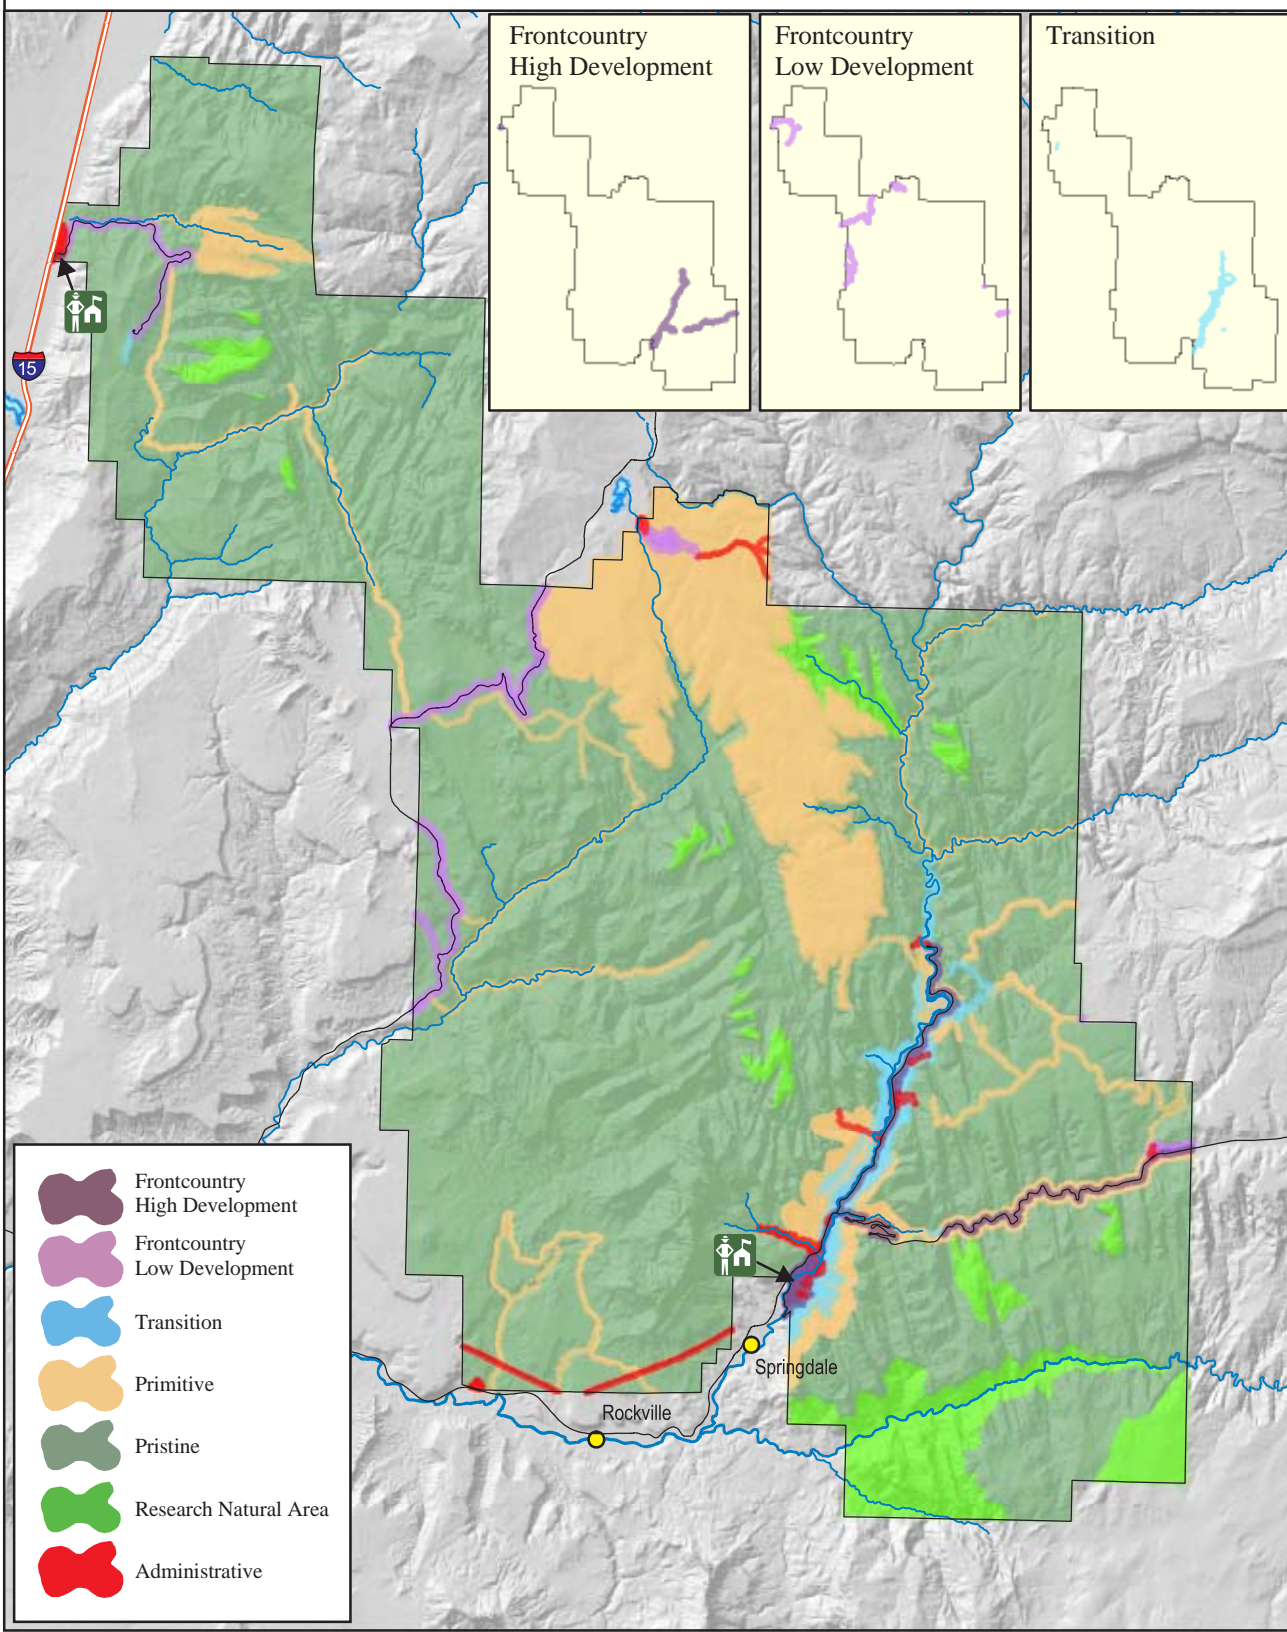 Frontcountry
High Development
Frontcountry
Low Development
Transition
15
Springdale
Rockville
Frontcountry
High Development
Frontcountry
Low Development
Transition
Primitive
Pristine
Research Natural Area
Administrative